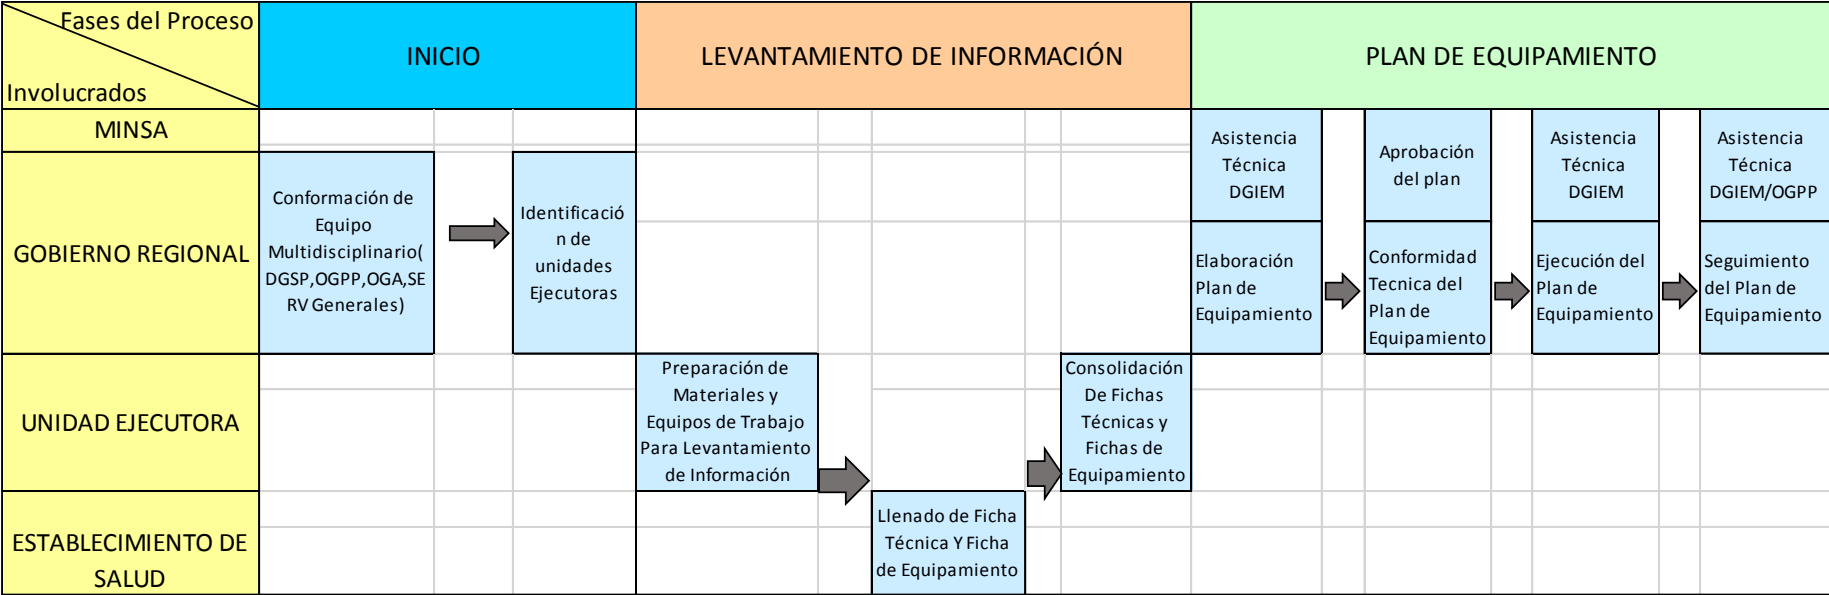 Fases del Proceso
Involucrados
INICIO
LEVANTAMIENTO DE INFORMACIÓN
PLAN DE EQUIPAMIENTO
MINSA
Asistencia
Técnica
DGIEM
Aprobación
del plan
Asistencia
Técnica
DGIEM
Asistencia
Técnica
DGIEM/OGPP
GOBIERNO REGIONAL
Conformación de
Equipo
Multidisciplinario(
DGSP,OGPP,OGA,SE
RV Generales)
Identificació
n de
unidades
Ejecutoras
Elaboración
Plan de
Equipamiento
Conformidad
Tecnica del
Plan de
Equipamiento
Ejecución del
Plan de
Equipamiento
Seguimiento
del Plan de
Equipamiento
UNIDAD EJECUTORA
Preparación de
Materiales y
Equipos de Trabajo
Para Levantamiento
de Información
Consolidación
De Fichas
Técnicas y
Fichas de
Equipamiento
ESTABLECIMIENTO DE
SALUD
Llenado de Ficha
Técnica Y Ficha
de Equipamiento